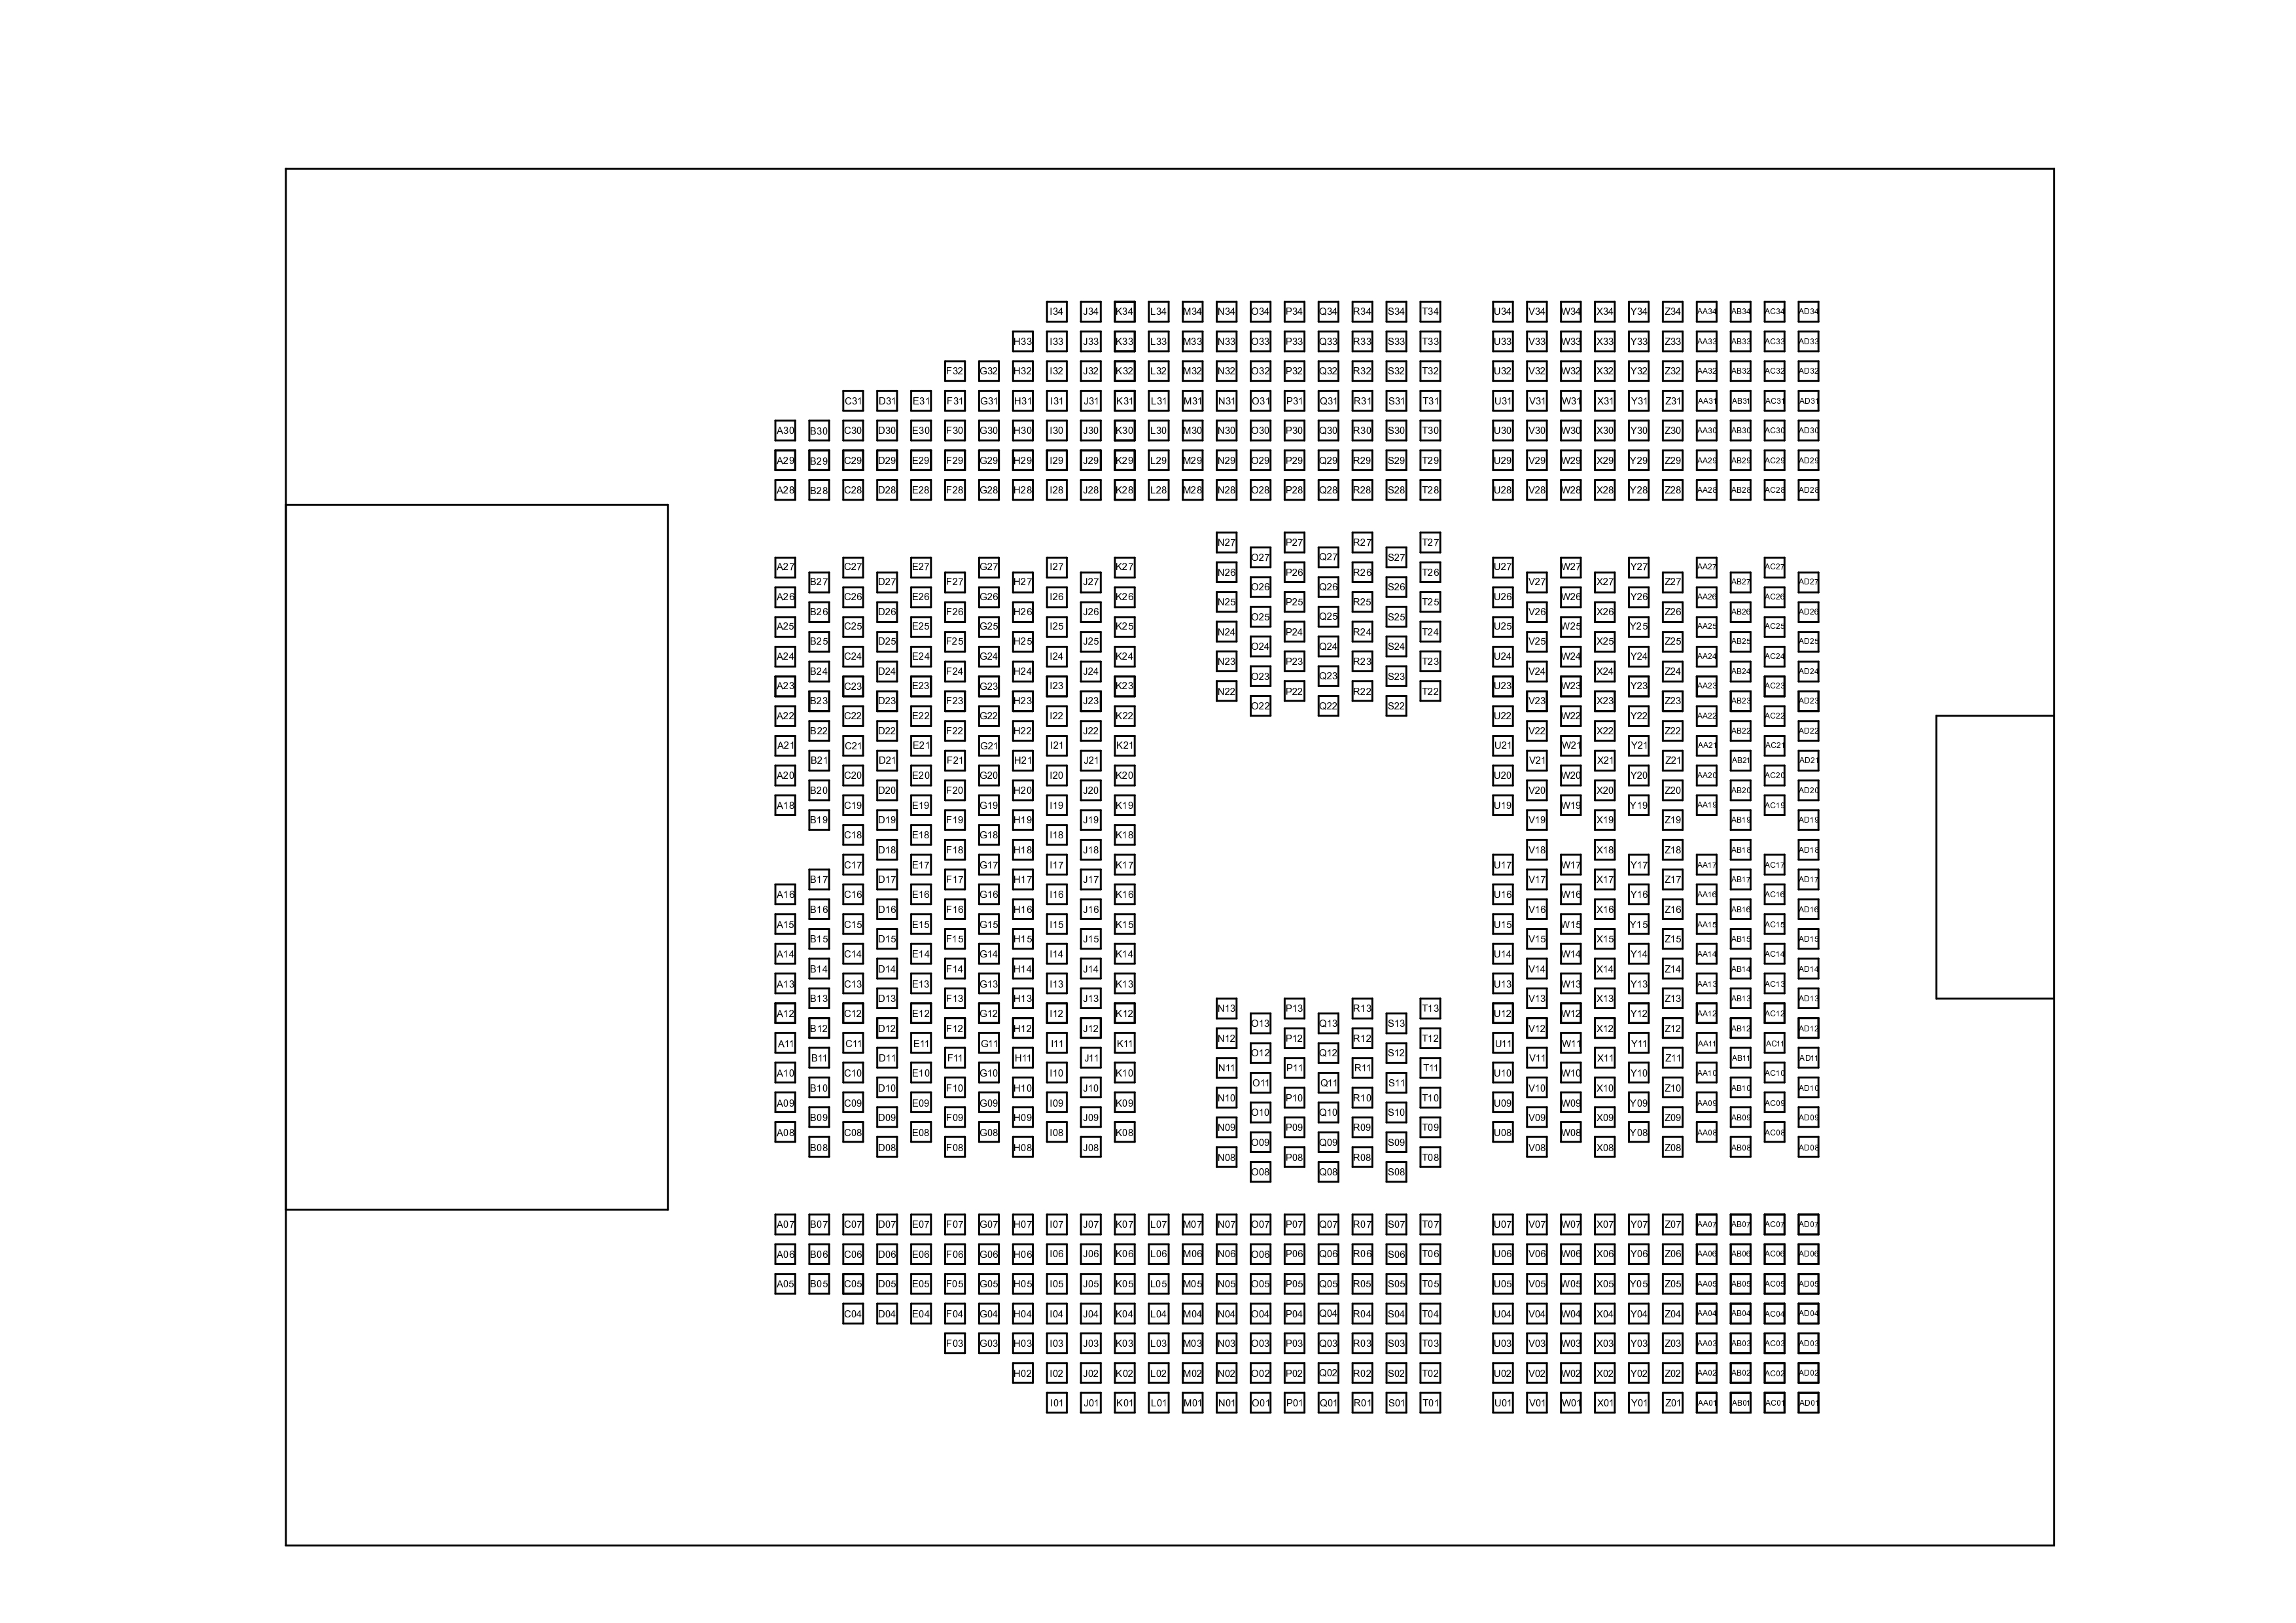 I34 J34 K34 L34 M34 N34 O34 P34 Q34 R34 S34 T34 U34 V34 W34 X34 Y34 Z34 AA34 AB34 AC34 AD34
H33 I33 J33 K33 L33 M33 N33 O33 P33 Q33 R33 S33 T33 U33 V33 W33 X33 Y33 Z33 AA33 AB33 AC33 AD33
F32 G32 H32 I32 J32 K32 L32 M32 N32 O32 P32 Q32 R32 S32 T32 U32 V32 W32 X32 Y32 Z32 AA32 AB32 AC32 AD32
C31 D31 E31 F31 G31 H31 I31 J31 K31 L31 M31 N31 O31 P31 Q31 R31 S31 T31 U31 V31 W31 X31 Y31 Z31 AA31 AB31 AC31 AD31
A30 B30 C30 D30 E30 F30 G30 H30 I30 J30 K30 L30 M30 N30 O30 P30 Q30 R30 S30 T30 U30 V30 W30 X30 Y30 Z30 AA30 AB30 AC30 AD30
A29 B29 C29 D29 E29 F29 G29 H29 I29 J29 K29 L29 M29 N29 O29 P29 Q29 R29 S29 T29 U29 V29 W29 X29 Y29 Z29 AA29 AB29 AC29 AD29
A28 B28 C28 D28 E28 F28 G28 H28 I28 J28 K28 L28 M28 N28 O28 P28 Q28 R28 S28 T28 U28 V28 W28 X28 Y28 Z28 AA28 AB28 AC28 AD28
N27 P27 R27 T27
O27 Q27 S27
A27 C27 E27 G27 I27 K27 N26 P26 R26 T26 U27 W27 Y27 AA27 AC27
B27 D27 F27 H27 J27 O26 Q26 S26 V27 X27 Z27 AB27 AD27
A26 C26 E26 G26 I26 K26 N25 P25 R25 T25 U26 W26 Y26 AA26 AC26
B26 D26 F26 H26 J26 O25 Q25 S25 V26 X26 Z26 AB26 AD26
A25 C25 E25 G25 I25 K25 N24 P24 R24 T24 U25 W25 Y25 AA25 AC25
B25 D25 F25 H25 J25 O24 Q24 S24 V25 X25 Z25 AB25 AD25
A24 C24 E24 G24 I24 K24 N23 P23 R23 T23 U24 W24 Y24 AA24 AC24
B24 D24 F24 H24 J24 O23 Q23 S23 V24 X24 Z24 AB24 AD24
A23 C23 E23 G23 I23 K23 N22 P22 R22 T22 U23 W23 Y23 AA23 AC23
B23 D23 F23 H23 J23 O22 Q22 S22 V23 X23 Z23 AB23 AD23
A22 C22 E22 G22 I22 K22 U22 W22 Y22 AA22 AC22
B22 D22 F22 H22 J22 V22 X22 Z22 AB22 AD22
A21 C21 E21 G21 I21 K21 U21 W21 Y21 AA21 AC21
B21 D21 F21 H21 J21 V21 X21 Z21 AB21 AD21
A20 C20 E20 G20 I20 K20 U20 W20 Y20 AA20 AC20
B20 D20 F20 H20 J20 V20 X20 Z20 AB20 AD20
A18 C19 E19 G19 I19 K19 U19 W19 Y19 AA19 AC19
B19 D19 F19 H19 J19 V19 X19 Z19 AB19 AD19
C18 E18 G18 I18 K18
D18 F18 H18 J18 V18 X18 Z18 AB18 AD18
C17 E17 G17 I17 K17 U17 W17 Y17 AA17 AC17
B17 D17 F17 H17 J17 V17 X17 Z17 AB17 AD17
A16 C16 E16 G16 I16 K16 U16 W16 Y16 AA16 AC16
B16 D16 F16 H16 J16 V16 X16 Z16 AB16 AD16
A15 C15 E15 G15 I15 K15 U15 W15 Y15 AA15 AC15
B15 D15 F15 H15 J15 V15 X15 Z15 AB15 AD15
A14 C14 E14 G14 I14 K14 U14 W14 Y14 AA14 AC14
B14 D14 F14 H14 J14 V14 X14 Z14 AB14 AD14
A13 C13 E13 G13 I13 K13 U13 W13 Y13 AA13 AC13
B13 D13 F13 H13 J13 V13 X13 Z13 AB13 AD13
A12 C12 E12 G12 I12 K12 N13 P13 R13 T13 U12 W12 Y12 AA12 AC12
B12 D12 F12 H12 J12 O13 Q13 S13 V12 X12 Z12 AB12 AD12
A11 C11 E11 G11 I11 K11 N12 P12 R12 T12 U11 W11 Y11 AA11 AC11
B11 D11 F11 H11 J11 O12 Q12 S12 V11 X11 Z11 AB11 AD11
A10 C10 E10 G10 I10 K10 N11 P11 R11 T11 U10 W10 Y10 AA10 AC10
B10 D10 F10 H10 J10 O11 Q11 S11 V10 X10 Z10 AB10 AD10
A09 C09 E09 G09 I09 K09 N10 P10 R10 T10 U09 W09 Y09 AA09 AC09
B09 D09 F09 H09 J09 O10 Q10 S10 V09 X09 Z09 AB09 AD09
A08 C08 E08 G08 I08 K08 N09 P09 R09 T09 U08 W08 Y08 AA08 AC08
B08 D08 F08 H08 J08 O09 Q09 S09 V08 X08 Z08 AB08 AD08
N08 P08 R08 T08
O08 Q08 S08
A07 B07 C07 D07 E07 F07 G07 H07 I07 J07 K07 L07 M07 N07 O07 P07 Q07 R07 S07 T07 U07 V07 W07 X07 Y07 Z07 AA07 AB07 AC07 AD07
A06 B06 C06 D06 E06 F06 G06 H06 I06 J06 K06 L06 M06 N06 O06 P06 Q06 R06 S06 T06 U06 V06 W06 X06 Y06 Z06 AA06 AB06 AC06 AD06
A05 B05 C05 D05 E05 F05 G05 H05 I05 J05 K05 L05 M05 N05 O05 P05 Q05 R05 S05 T05 U05 V05 W05 X05 Y05 Z05 AA05 AB05 AC05 AD05
C04 D04 E04 F04 G04 H04 I04 J04 K04 L04 M04 N04 O04 P04 Q04 R04 S04 T04 U04 V04 W04 X04 Y04 Z04 AA04 AB04 AC04 AD04
F03 G03 H03 I03 J03 K03 L03 M03 N03 O03 P03 Q03 R03 S03 T03 U03 V03 W03 X03 Y03 Z03 AA03 AB03 AC03 AD03
H02 I02 J02 K02 L02 M02 N02 O02 P02 Q02 R02 S02 T02 U02 V02 W02 X02 Y02 Z02 AA02 AB02 AC02 AD02
I01 J01 K01 L01 M01 N01 O01 P01 Q01 R01 S01 T01 U01 V01 W01 X01 Y01 Z01 AA01 AB01 AC01 AD01